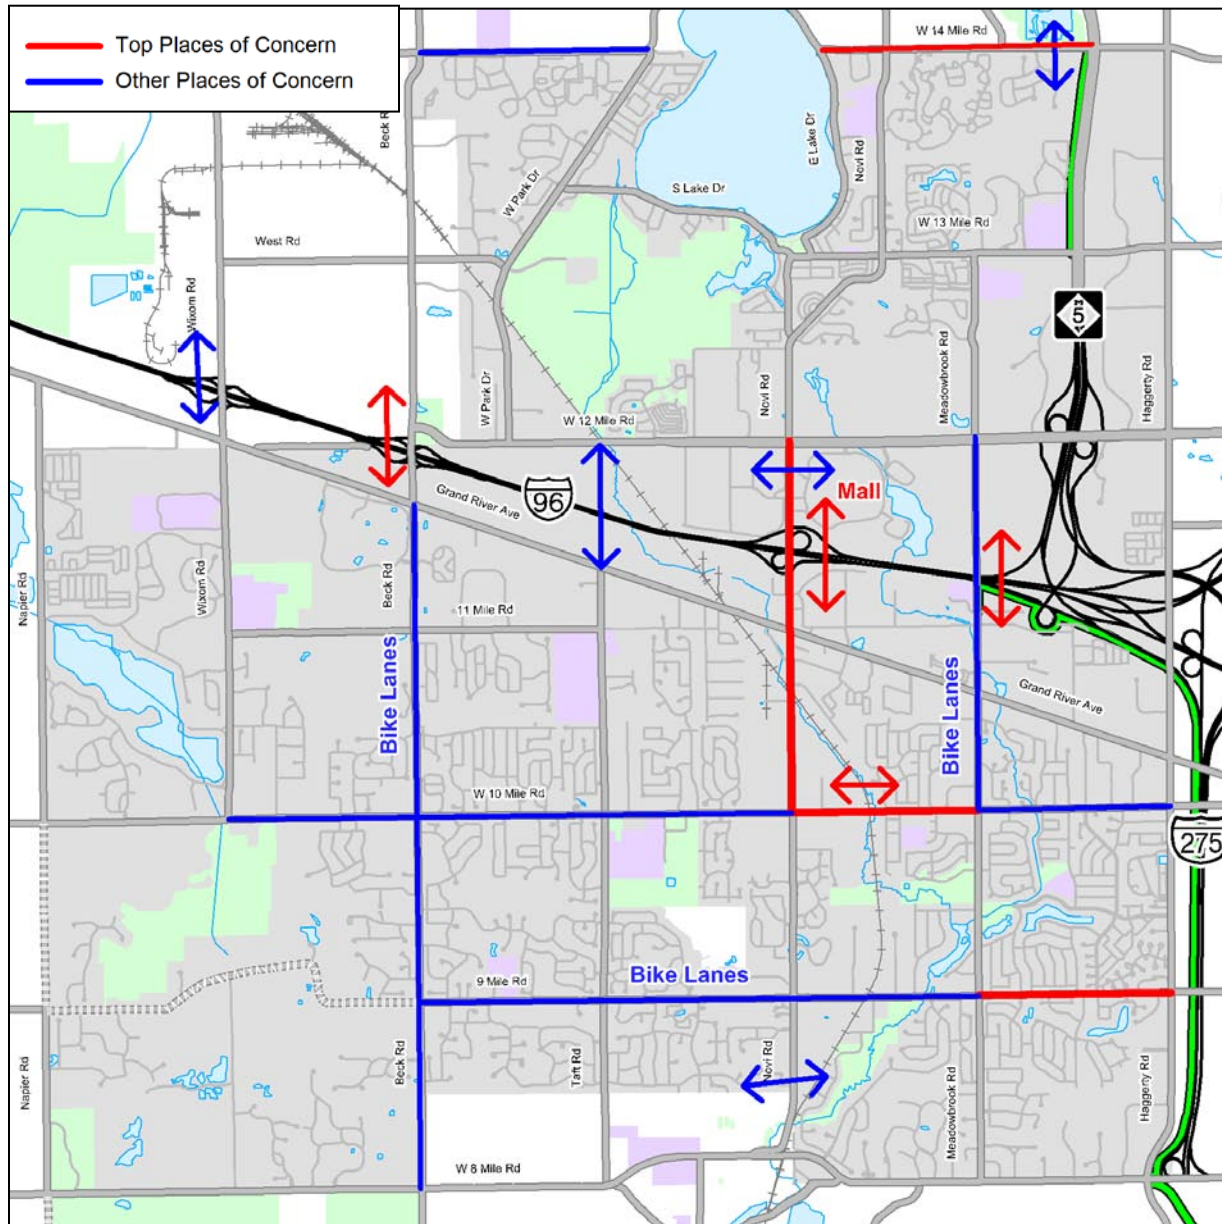 Top Places of Concern
Other Places of Concern
W 14 Mile Rd
Beck R
E Lake Dr
Novi Rd
W Park Dr
S Lake Dr
W 13 Mile Rd
West Rd
Wixom Rd
5
W Park Dr
Novi Rd
Meadowbrook Rd
Haggerty Rd
W 12 Mile Rd
Mall
Grand River Ave
96
Napier Rd
Wixom Rd
Beck Rd
11 Mile Rd
Bike Lanes
Bike Lanes
Grand River Ave
W 10 Mile Rd
275
9 Mile Rd
Bike Lanes
Napier Rd
Beck Rd
Taft Rd
Novi Rd
Meadowbrook Rd
Haggerty Rd
W 8 Mile Rd